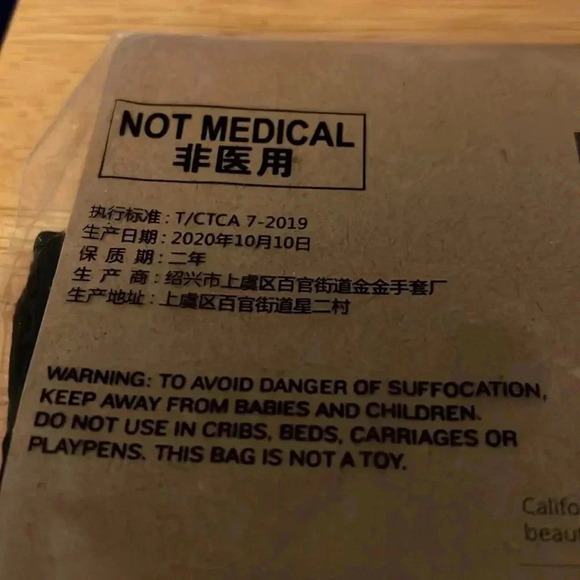 NOT MEDICAL
非医用
执行标准：T/CTCA 7-2019
生产日期：2020年10月10日
保 质 期：二年
生 产 商：绍兴市上虞区百官街道金金手套厂
生产地址：上虞区百官街道星二村
WARNING: TO AVOID DANGER OF SUFFOCATION,
KEEP AWAY FROM BABIES AND CHILDREN.
DO NOT USE IN CRIBS, BEDS, CARRIAGES OR
PLAYPENS. THIS BAG IS NOT A TOY.
Califo
beau